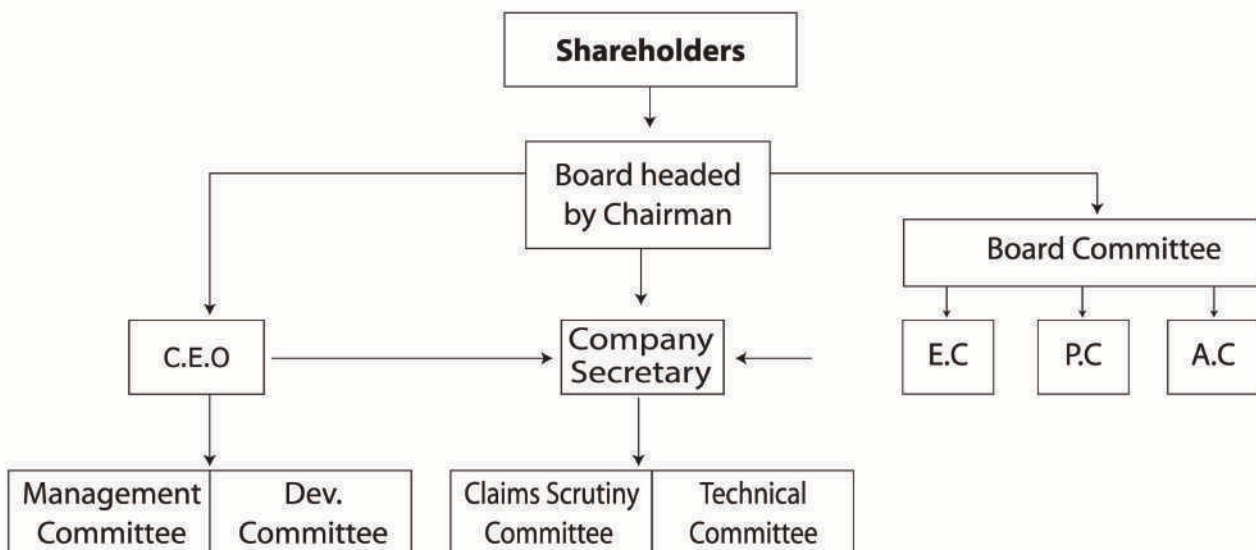 Shareholders
Board headed
by Chairman
Board Committee
C.E.O
Company
Secretary
E.C
P.C
A.C
Management
Committee
Dev.
Committee
Claims Scrutiny
Committee
Technical
Committee